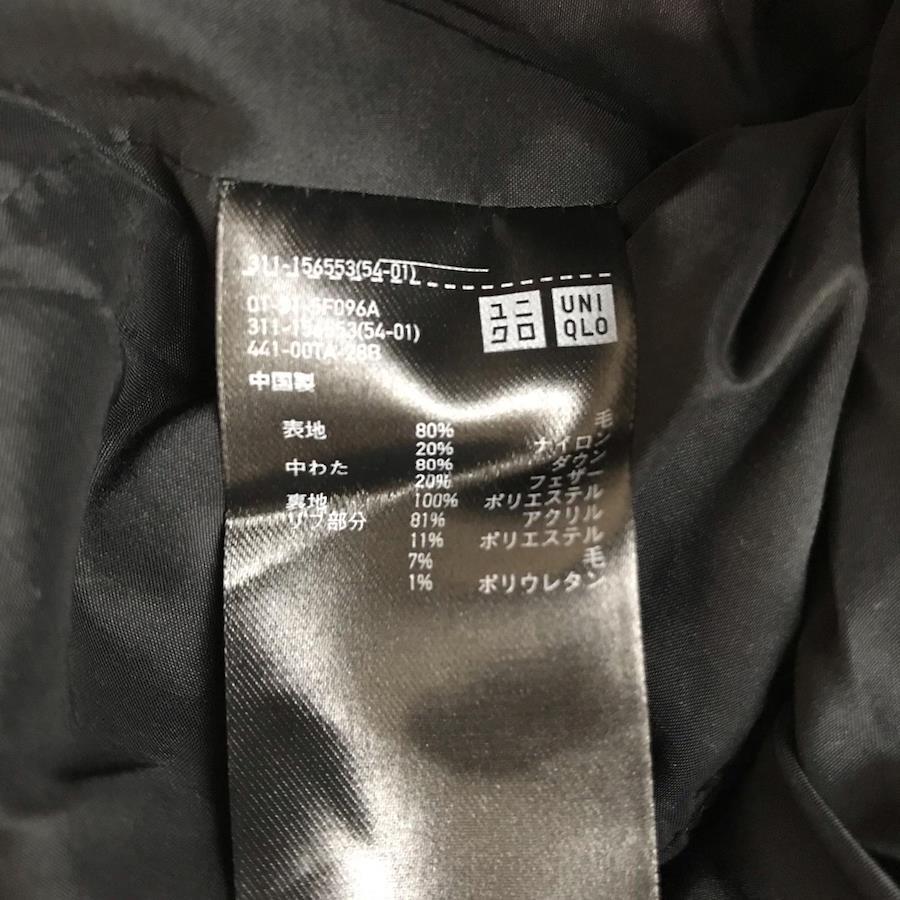 311-156553(54-01)
ユニ
クロ
UNI
QLO
311-156553(54-01)
中国製
表地 80% 毛
20% ナイロン
中わた 80% ダウン
20% フェザー
裏地 100% ポリエステル
リブ部分 81% アクリル
11% ポリエステル
7% 毛
1% ポリウレタン